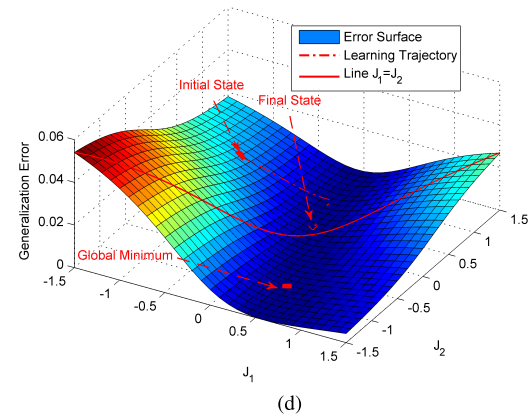 Error Surface
Learning Trajectory
Line J1=J2
Initial State
Final State
Global Minimum
Generalization Error
0.06
0.04
0.02
0
-1.5
-1
-0.5
0
0.5
1
1.5
J1
-1.5
-1
-0.5
0
0.5
1
1.5
J2
(d)